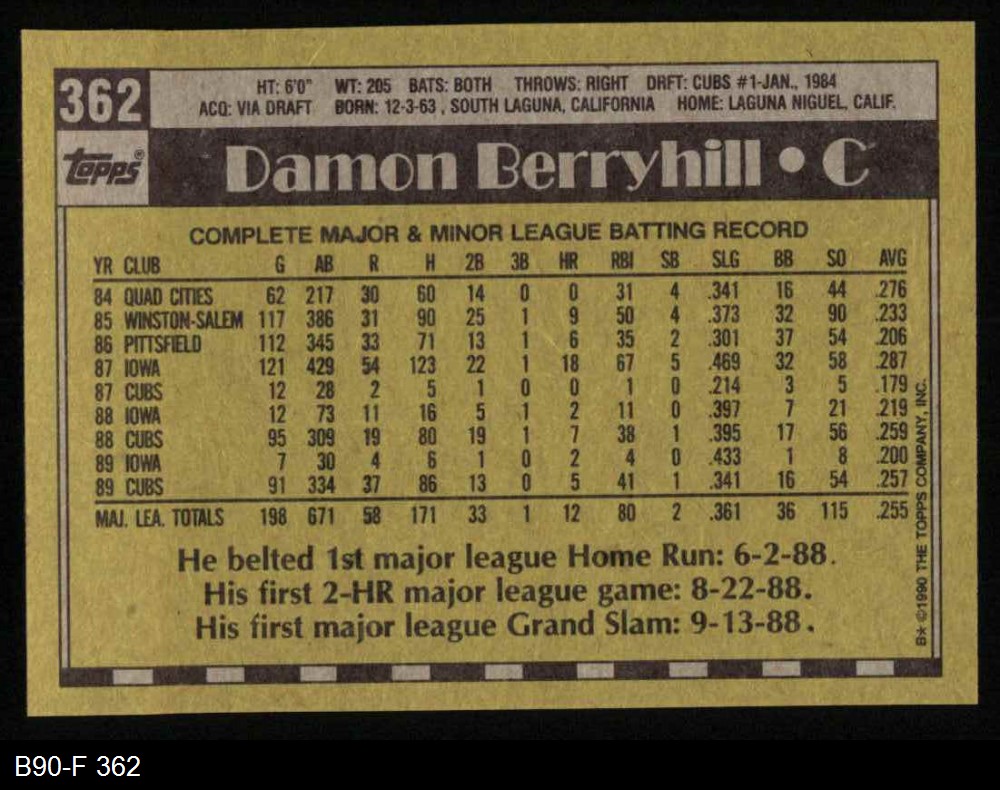 362
HT: 6'0" WT: 205 BATS: BOTH THROWS: RIGHT DRFT: CUBS #1-JAN., 1984
ACQ: VIA DRAFT BORN: 12-3-63 , SOUTH LAGUNA, CALIFORNIA HOME: LAGUNA NIGUEL, CALIF.
Topps®
Damon Berryhill • C
COMPLETE MAJOR & MINOR LEAGUE BATTING RECORD
YR CLUB G AB R H 2B 3B HR RBI SB SLG BB SO AVG
84 QUAD CITIES 62 217 30 60 14 0 0 31 4 .341 16 44 .276
85 WINSTON-SALEM 117 386 31 90 25 1 9 50 4 .373 32 90 .233
86 PITTSFIELD 112 345 33 71 13 1 6 35 2 .301 37 54 .206
87 IOWA 121 429 54 123 22 1 18 67 5 .469 32 58 .287
87 CUBS 12 28 2 5 1 0 0 1 0 .214 3 5 .179
88 IOWA 12 73 11 16 5 1 2 11 0 .397 7 21 .219
88 CUBS 95 309 19 80 19 1 7 38 1 .395 17 56 .259
89 IOWA 7 30 4 6 1 0 2 4 0 .433 1 8 .200
89 CUBS 91 334 37 86 13 0 5 41 1 .341 16 54 .257
MAJ. LEA. TOTALS 198 671 58 171 33 1 12 80 2 .361 36 115 .255
He belted 1st major league Home Run: 6-2-88.
His first 2-HR major league game: 8-22-88.
His first major league Grand Slam: 9-13-88.
B★ ©1990 THE TOPPS COMPANY, INC.
B90-F 362